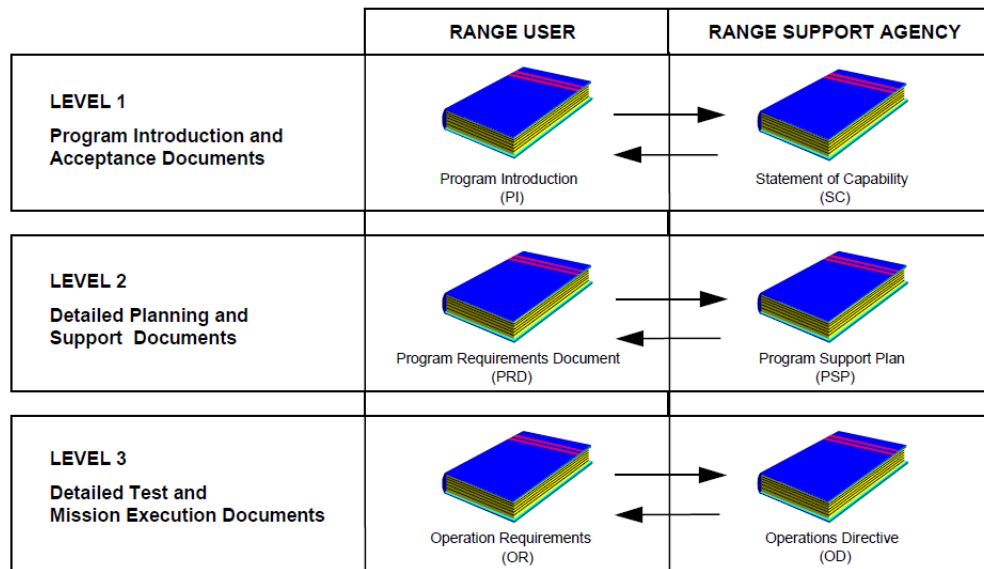 RANGE USER
RANGE SUPPORT AGENCY
LEVEL 1
Program Introduction and
Acceptance Documents
Program Introduction
(PI)
Statement of Capability
(SC)
LEVEL 2
Detailed Planning and
Support Documents
Program Requirements Document
(PRD)
Program Support Plan
(PSP)
LEVEL 3
Detailed Test and
Mission Execution Documents
Operation Requirements
(OR)
Operations Directive
(OD)